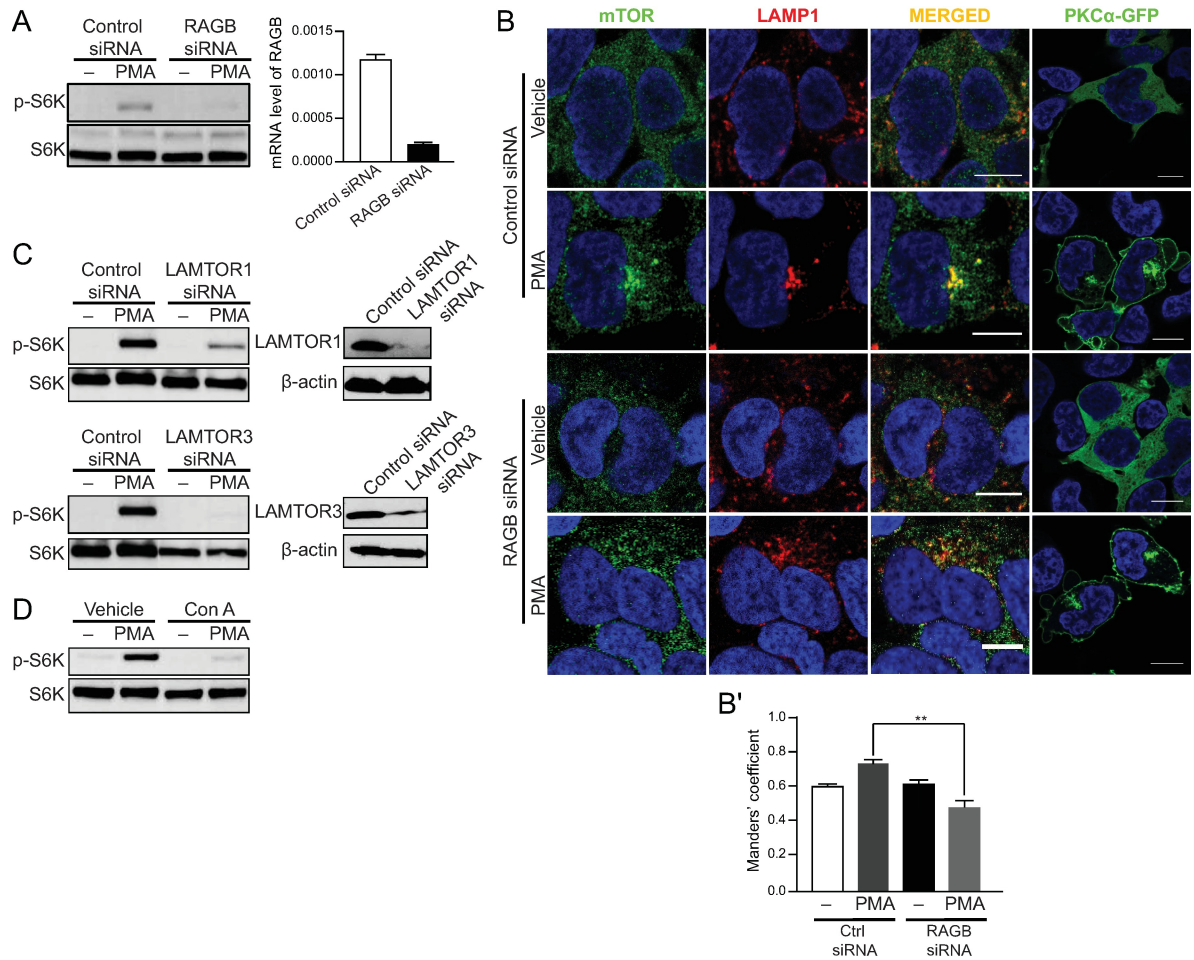 A
Control
siRNA
RAGB
siRNA
– PMA – PMA
p-S6K
S6K
mRNA level of RAGB
0.0015
0.0010
0.0005
0.0000
Control siRNA
RAGB siRNA
B
mTOR
LAMP1
MERGED
PKCα-GFP
Control siRNA
Vehicle
PMA
RAGB siRNA
Vehicle
PMA
C
Control
siRNA
LAMTOR1
siRNA
– PMA – PMA
p-S6K
S6K
Control siRNA
LAMTOR1
siRNA
LAMTOR1
β-actin
Control
siRNA
LAMTOR3
siRNA
– PMA – PMA
p-S6K
S6K
Control siRNA
LAMTOR3
siRNA
LAMTOR3
β-actin
D
Vehicle
Con A
– PMA – PMA
p-S6K
S6K
B'
Manders' coefficient
1.0
0.8
0.6
0.4
0.2
0.0
**
– PMA – PMA
Ctrl
siRNA
RAGB
siRNA